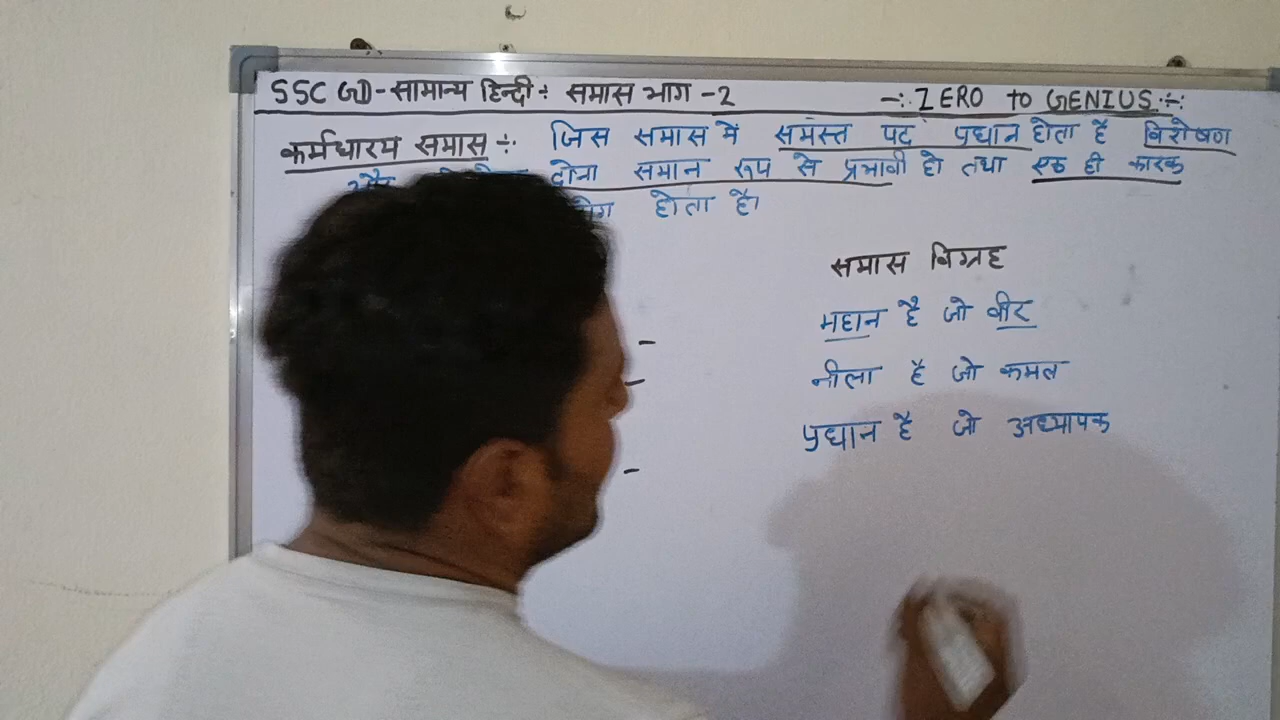 SSC GD-सामान्य हिन्दी÷ समास भाग -2 -: ZERO to GENIUS :-
कर्मधारय समास ÷ जिस समास में समस्त पद प्रधान होता है विशेषण
दोनो समान रूप से प्रभावी हो तथा एक ही कारक
होता है।
समास विग्रह
- महान है जो वीर
- नीला है जो कमल
प्रधान है जो अध्यापक
-